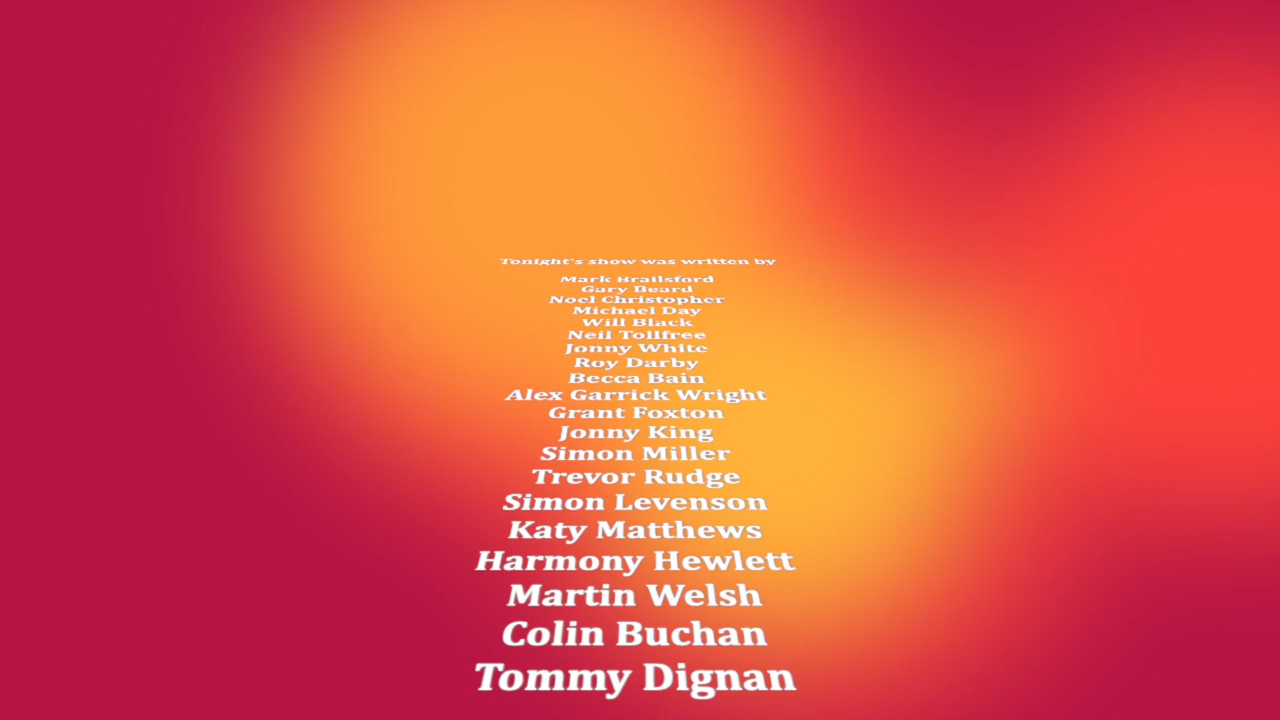 Tonight's show was written by
Mark Brailsford
Gary Beard
Noel Christopher
Michael Day
Will Black
Neil Tollfree
Jonny White
Roy Darby
Becca Bain
Alex Garrick Wright
Grant Foxton
Jonny King
Simon Miller
Trevor Rudge
Simon Levenson
Katy Matthews
Harmony Hewlett
Martin Welsh
Colin Buchan
Tommy Dignan